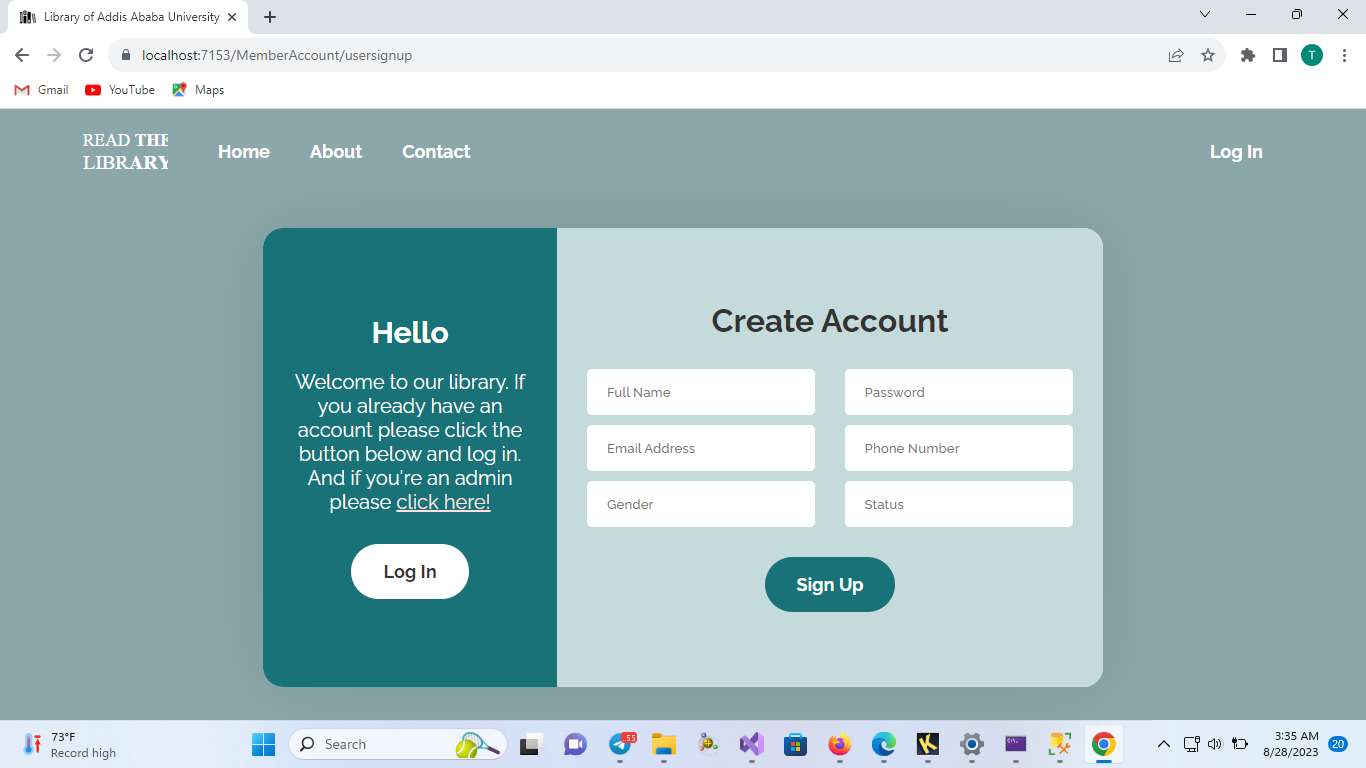 Library of Addis Ababa University
localhost:7153/MemberAccount/usersignup
T
Gmail
YouTube
Maps
READ THE
LIBRARY
Home
About
Contact
Log In
Hello
Welcome to our library. If
you already have an
account please click the
button below and log in.
And if you're an admin
please click here!
Log In
Create Account
Full Name
Password
Email Address
Phone Number
Gender
Status
Sign Up
73°F
Record high
Search
55
K
3:35 AM
8/28/2023
20